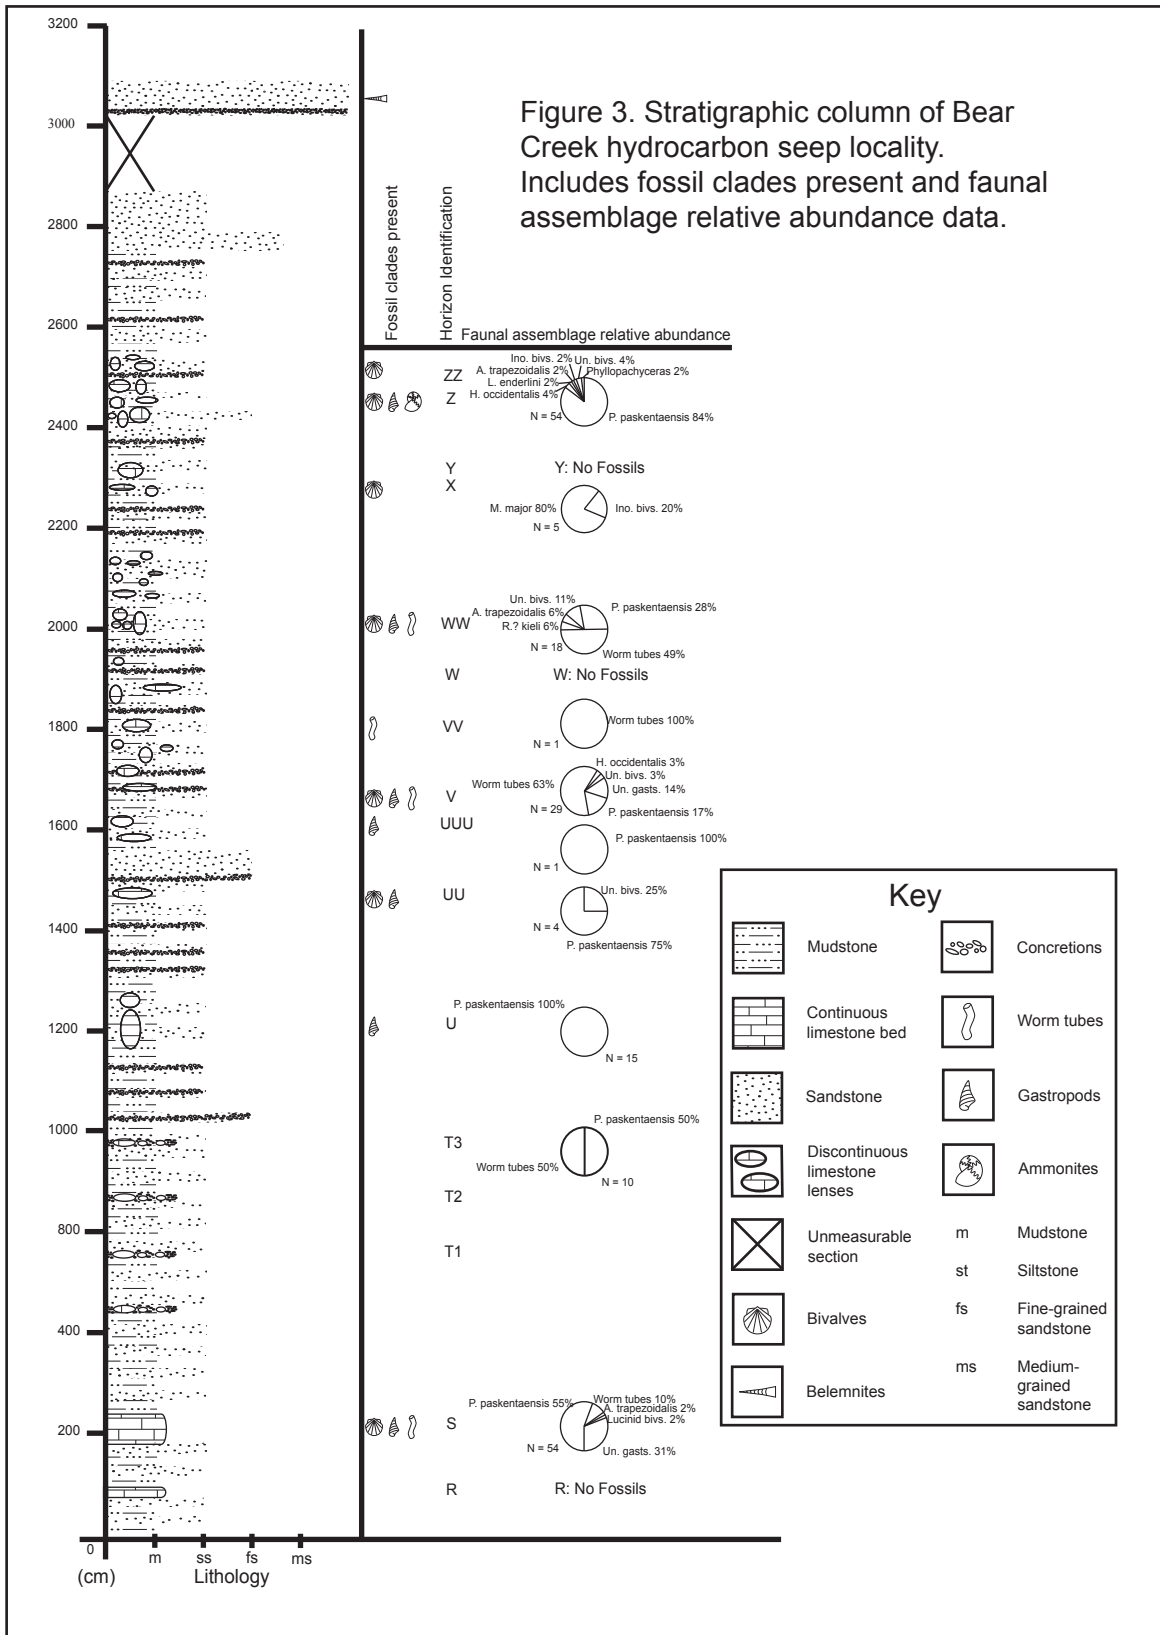 3200
3000
2800
2600
2400
2200
2000
1800
1600
1400
1200
1000
800
600
400
200
0
(cm)
m
ss
fs
ms
Lithology
Figure 3. Stratigraphic column of Bear
Creek hydrocarbon seep locality.
Includes fossil clades present and faunal
assemblage relative abundance data.
Fossil clades present
Horizon Identification
Faunal assemblage relative abundance
ZZ
Z
Ino. bivs. 2%
Un. bivs. 4%
A. trapezoidalis 2%
Phyllopachyceras 2%
L. enderlini 2%
H. occidentalis 4%
N = 54
P. paskentaensis 84%
Y
Y: No Fossils
X
M. major 80%
Ino. bivs. 20%
N = 5
WW
Un. bivs. 11%
P. paskentaensis 28%
A. trapezoidalis 6%
R.? kieli 6%
N = 18
Worm tubes 49%
W
W: No Fossils
VV
Worm tubes 100%
N = 1
V
H. occidentalis 3%
Un. bivs. 3%
Worm tubes 63%
Un. gasts. 14%
N = 29
P. paskentaensis 17%
UUU
P. paskentaensis 100%
N = 1
UU
Un. bivs. 25%
N = 4
P. paskentaensis 75%
U
P. paskentaensis 100%
N = 15
T3
P. paskentaensis 50%
Worm tubes 50%
N = 10
T2
T1
S
P. paskentaensis 55%
Worm tubes 10%
A. trapezoidalis 2%
Lucinid bivs. 2%
N = 54
Un. gasts. 31%
R
R: No Fossils
Key
Mudstone
Continuous
limestone bed
Sandstone
Discontinuous
limestone
lenses
Unmeasurable
section
Bivalves
Belemnites
Concretions
Worm tubes
Gastropods
Ammonites
m Mudstone
st Siltstone
fs Fine-grained
sandstone
ms Medium-
grained
sandstone